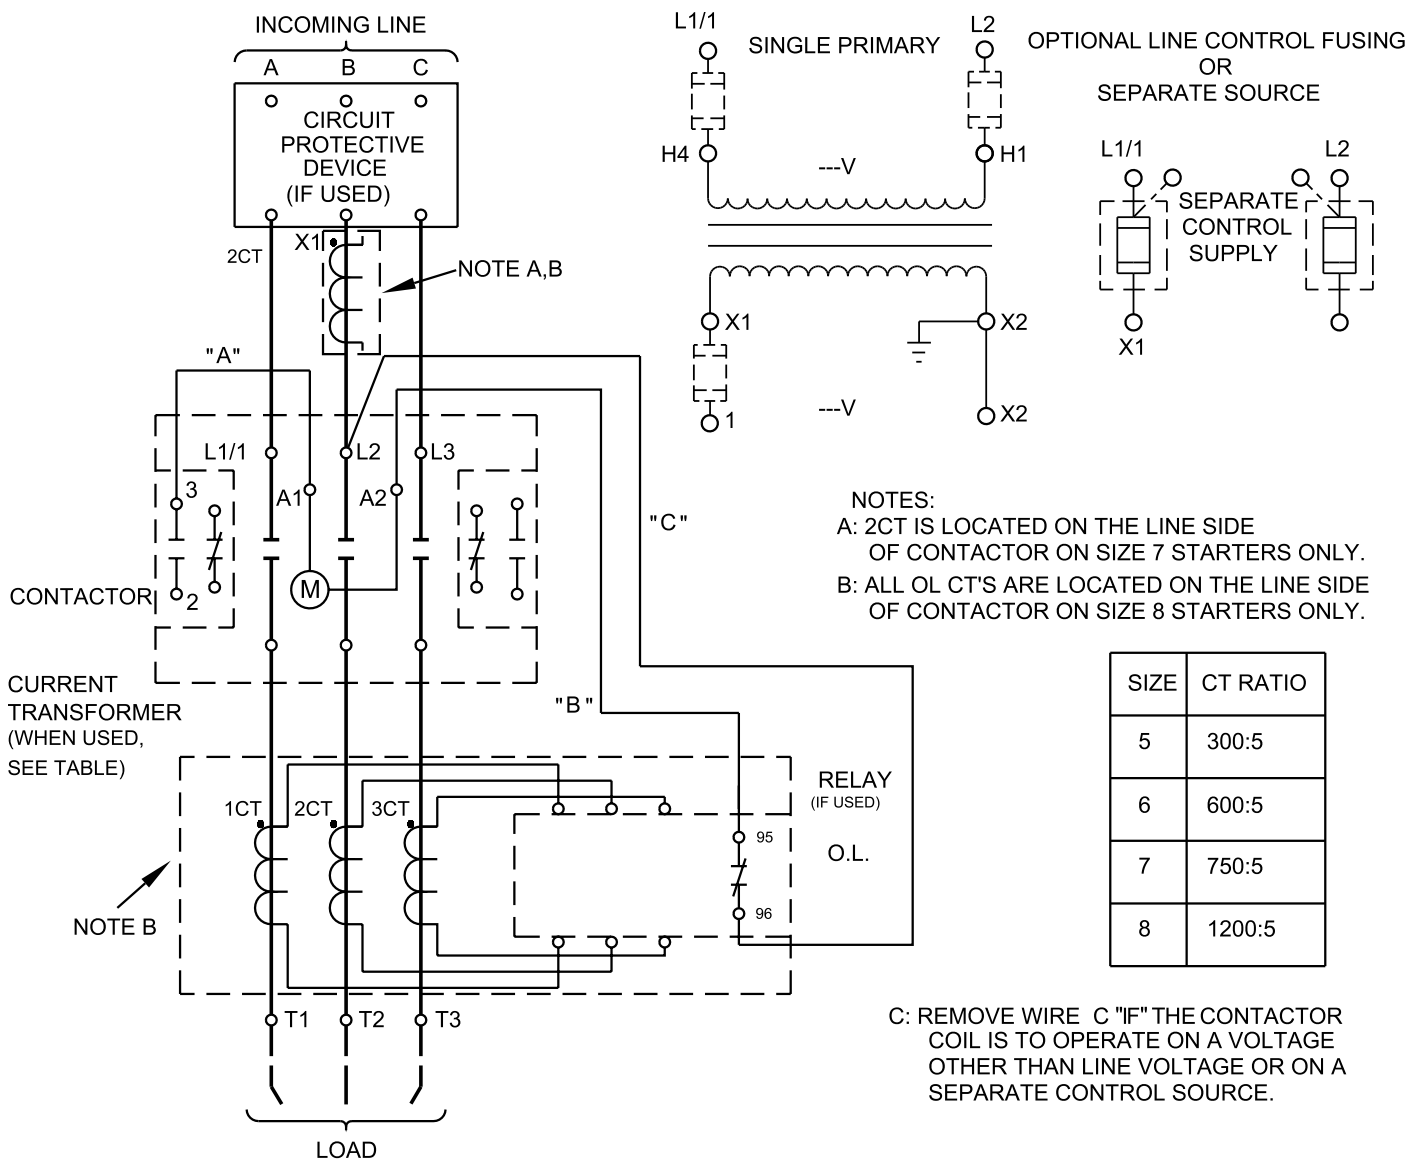 INCOMING LINE
A B C
CIRCUIT
PROTECTIVE
DEVICE
(IF USED)
2CT
X1
NOTE A,B
"A"
L1/1
L2
L3
3
A1
A2
M
2
CONTACTOR
"C"
"B"
CURRENT
TRANSFORMER
(WHEN USED,
SEE TABLE)
1CT
2CT
3CT
RELAY
(IF USED)
O.L.
95
96
NOTE B
T1
T2
T3
LOAD
L1/1
SINGLE PRIMARY
L2
H4
H1
---V
X1
X2
---V
1
X2
OPTIONAL LINE CONTROL FUSING
OR
SEPARATE SOURCE
L1/1
L2
SEPARATE
CONTROL
SUPPLY
X1
NOTES:
A: 2CT IS LOCATED ON THE LINE SIDE
OF CONTACTOR ON SIZE 7 STARTERS ONLY.
B: ALL OL CT'S ARE LOCATED ON THE LINE SIDE
OF CONTACTOR ON SIZE 8 STARTERS ONLY.
SIZE CT RATIO
5 300:5
6 600:5
7 750:5
8 1200:5
C: REMOVE WIRE C "IF" THE CONTACTOR
COIL IS TO OPERATE ON A VOLTAGE
OTHER THAN LINE VOLTAGE OR ON A
SEPARATE CONTROL SOURCE.